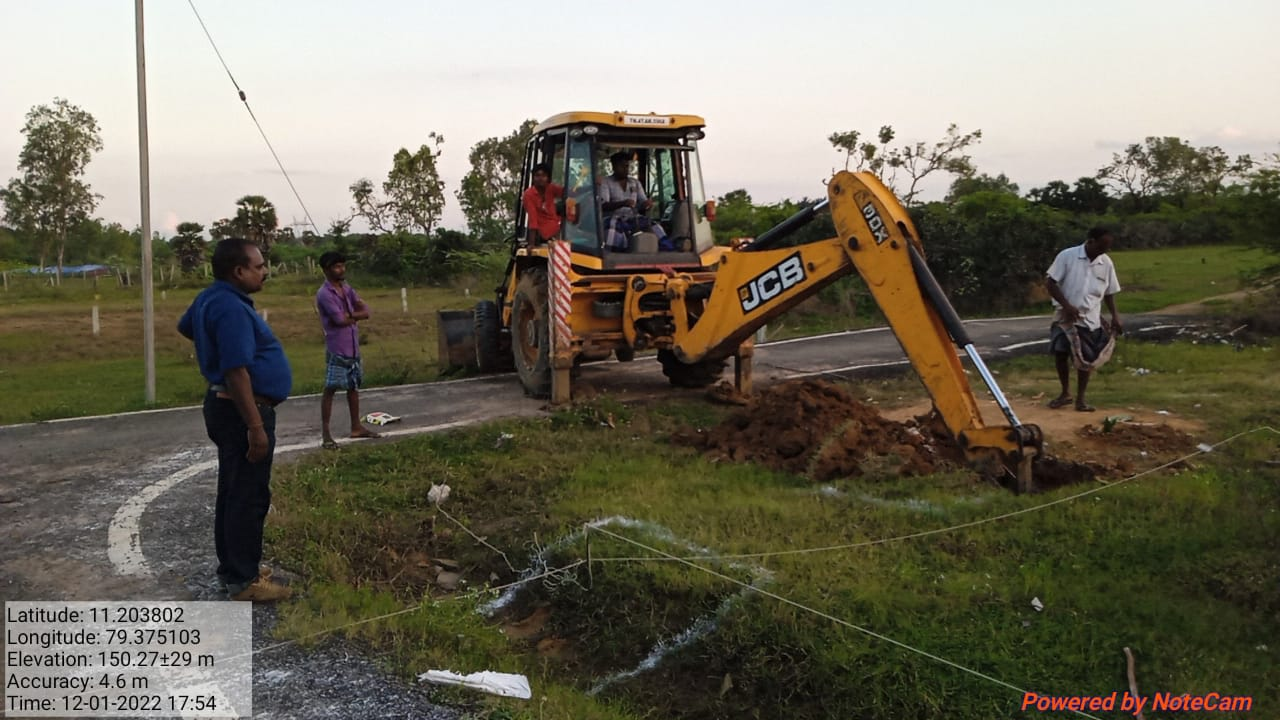 JCB
3DX
Latitude: 11.203802
Longitude: 79.375103
Elevation: 150.27±29 m
Accuracy: 4.6 m
Time: 12-01-2022 17:54
Powered by NoteCam